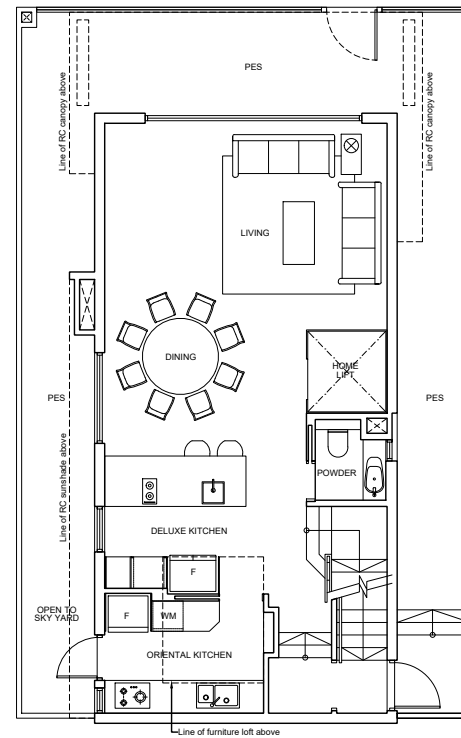 PES
Line of RC canopy above
Line of RC canopy above
LIVING
DINING
HOME
LIFT
PES
PES
POWDER
Line of RC sunshade above
DELUXE KITCHEN
F
OPEN TO
SKY YARD
F
WM
ORIENTAL KITCHEN
Line of furniture loft above